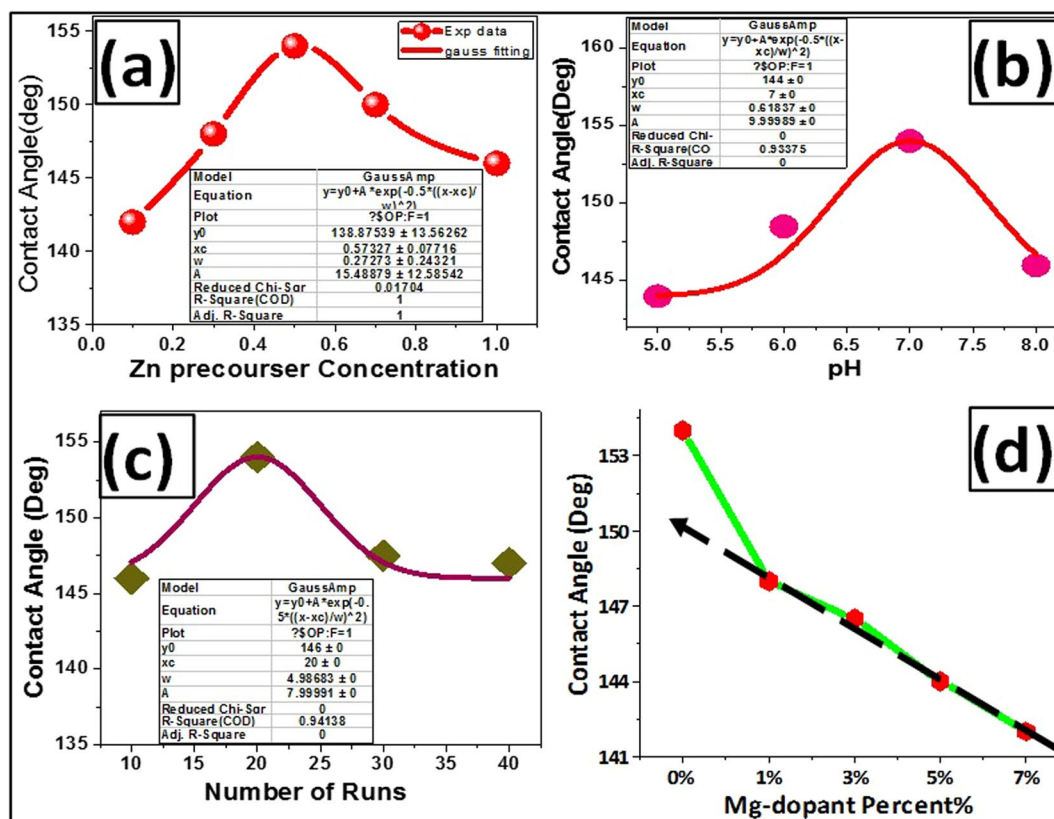 (a)
Exp data
gauss fitting
Contact Angle(deg)
155
150
145
140
135
Model GaussAmp
Equation y=y0+A*exp(-0.5*((x-xc)/
w)^2)
Plot ?$OP:F=1
y0 138.87539 ± 13.56262
xc 0.57327 ± 0.07716
w 0.27273 ± 0.24321
A 15.48879 ± 12.58542
Reduced Chi-Sqr 0.01704
R-Square(COD) 1
Adj. R-Square 1
0.0 0.2 0.4 0.6 0.8 1.0
Zn precourser Concentration
(b)
Model GaussAmp
Equation y=y0+A*exp(-0.5*((x-
xc)/w)^2)
Plot ?$OP:F=1
y0 144 ± 0
xc 7 ± 0
w 0.61837 ± 0
A 9.99989 ± 0
Reduced Chi- 0
R-Square(CO 0.93375
Adj. R-Square 0
Contact Angle(Deg)
160
155
150
145
5.0 5.5 6.0 6.5 7.0 7.5 8.0
pH
(c)
Contact Angle (Deg)
155
150
145
140
135
Model GaussAmp
Equation y=y0+A*exp(-0.
5*((x-xc)/w)^2)
Plot ?$OP:F=1
y0 146 ± 0
xc 20 ± 0
w 4.98683 ± 0
A 7.99991 ± 0
Reduced Chi-Sqr 0
R-Square(COD) 0.94138
Adj. R-Square 0
10 20 30 40
Number of Runs
(d)
Contact Angle (Deg)
153
150
147
144
141
0% 1% 3% 5% 7%
Mg-dopant Percent%